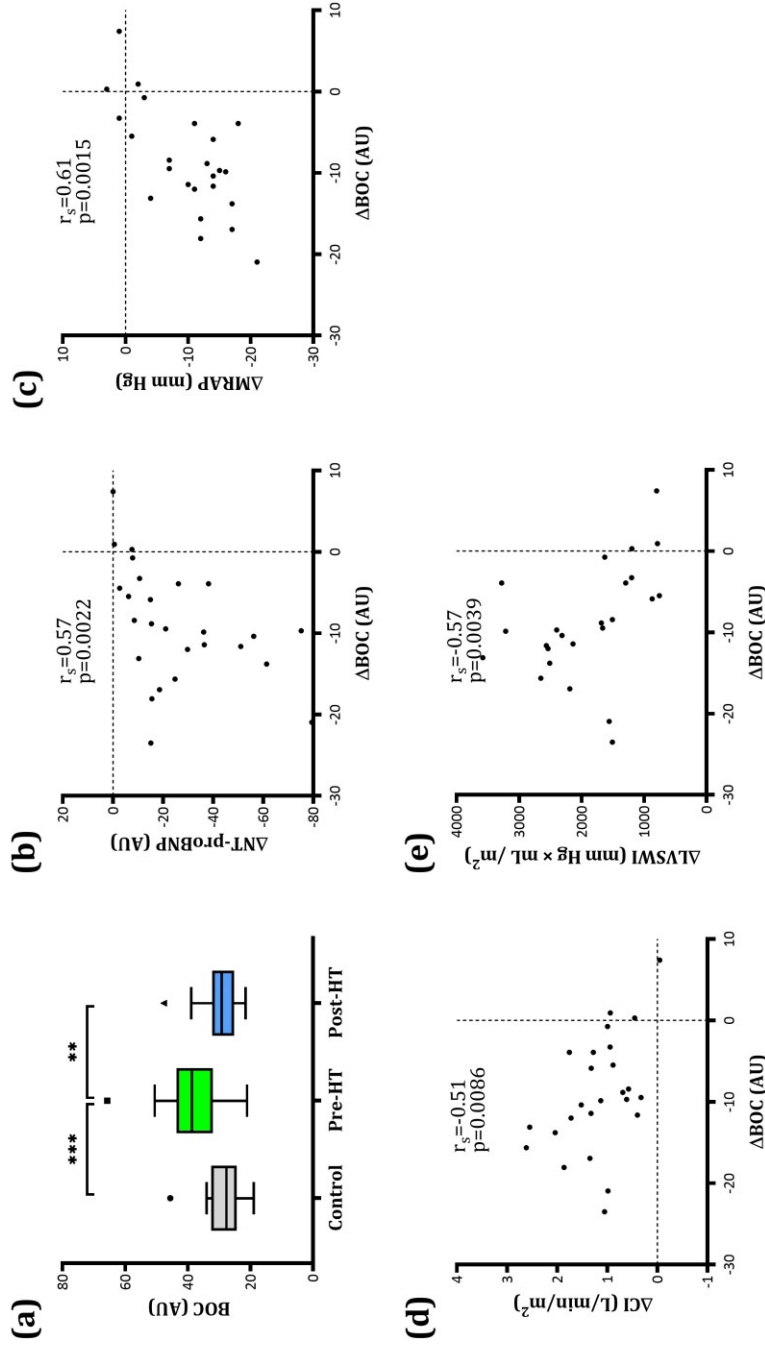 (a)
80
60
40
20
0
BOC (AU)
***
**
Control Pre-HT Post-HT
(b)
20
0
-20
-40
-60
-80
ΔNT-proBNP (AU)
rₛ=0.57
p=0.0022
-30 -20 -10 0 10
ΔBOC (AU)
(c)
10
0
-10
-20
-30
ΔMRAP (mm Hg)
rₛ=0.61
p=0.0015
-30 -20 -10 0 10
ΔBOC (AU)
(d)
4
3
2
1
0
-1
ΔCI (L/min/m²)
rₛ=-0.51
p=0.0086
-30 -20 -10 0 10
ΔBOC (AU)
(e)
4000
3000
2000
1000
0
ΔLVSWI (mm Hg × mL/m²)
rₛ=-0.57
p=0.0039
-30 -20 -10 0 10
ΔBOC (AU)